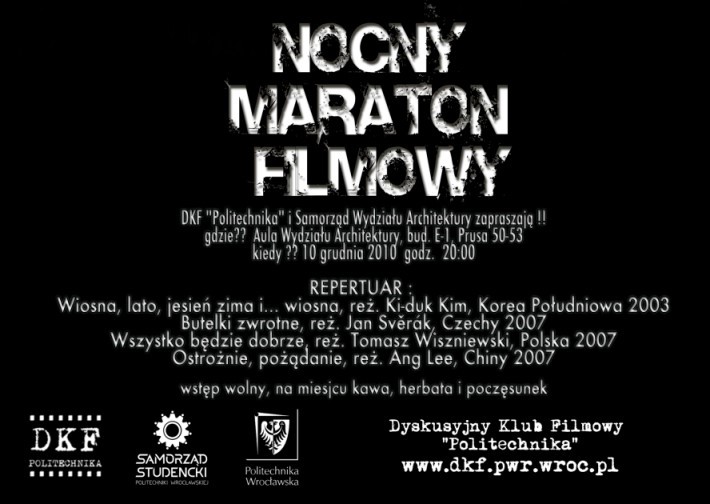 NOCNY
MARATON
FILMOWY
DKF "Politechnika" i Samorząd Wydziału Architektury zapraszają !!
gdzie?? Aula Wydziału Architektury, bud. E-1, Prusa 50-53
kiedy ?? 10 grudnia 2010 godz. 20:00
REPERTUAR :
Wiosna, lato, jesień zima i... wiosna, reż. Ki-duk Kim, Korea Południowa 2003
Butelki zwrotne, reż. Jan Svěrák, Czechy 2007
Wszystko będzie dobrze, reż. Tomasz Wiszniewski, Polska 2007
Ostrożnie, pożądanie, reż. Ang Lee, Chiny 2007
wstęp wolny, na miesjcu kawa, herbata i poczęsunek
DKF
POLITECHNIKA
SAMORZĄD
STUDENCKI
POLITECHNIKI WROCŁAWSKIEJ
Politechnika
Wrocławska
Dyskusyjny Klub Filmowy
"Politechnika"
www.dkf.pwr.wroc.pl